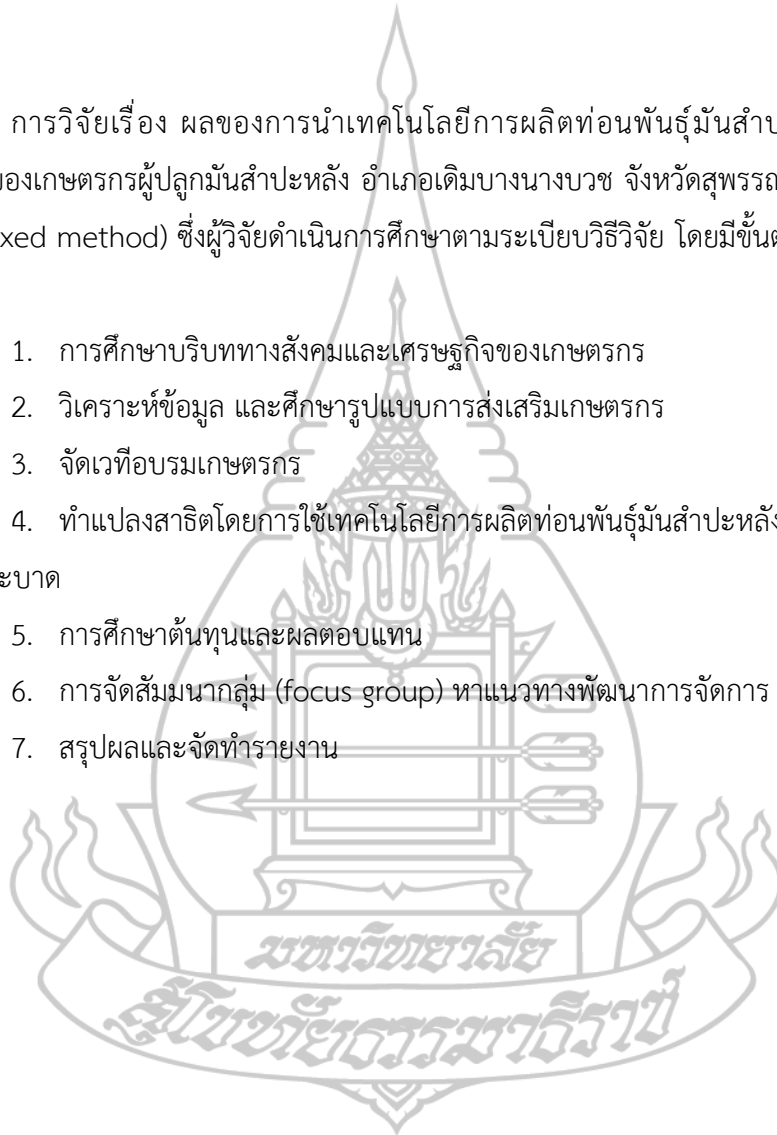 การวิจัยเรื่อง ผลของการนำเทคโนโลยีการผลิตท่อนพันธุ์มันสำป
ของเกษตรกรผู้ปลูกมันสำปะหลัง อำเภอเดิมบางนางบวช จังหวัดสุพรรณ
xed method) ซึ่งผู้วิจัยดำเนินการศึกษาตามระเบียบวิธีวิจัย โดยมีขั้นต
1. การศึกษาบริบททางสังคมและเศรษฐกิจของเกษตรกร
2. วิเคราะห์ข้อมูล และศึกษารูปแบบการส่งเสริมเกษตรกร
3. จัดเวทีอบรมเกษตรกร
4. ทำแปลงสาธิตโดยการใช้เทคโนโลยีการผลิตท่อนพันธุ์มันสำปะหลัง
ะบาด
5. การศึกษาต้นทุนและผลตอบแทน
6. การจัดสัมมนากลุ่ม (focus group) หาแนวทางพัฒนาการจัดการ
7. สรุปผลและจัดทำรายงาน
มหาวิทยาลัย
สุโขทัยธรรมาธิราช